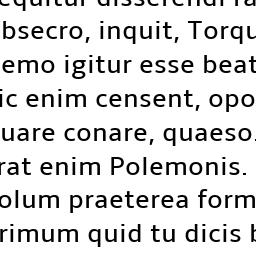 equitur disserendi ra
bsecro, inquit, Torqu
emo igitur esse beat
ic enim censent, opo
uare conare, quaeso.
rat enim Polemonis.
olum praeterea form
rimum quid tu dicis b